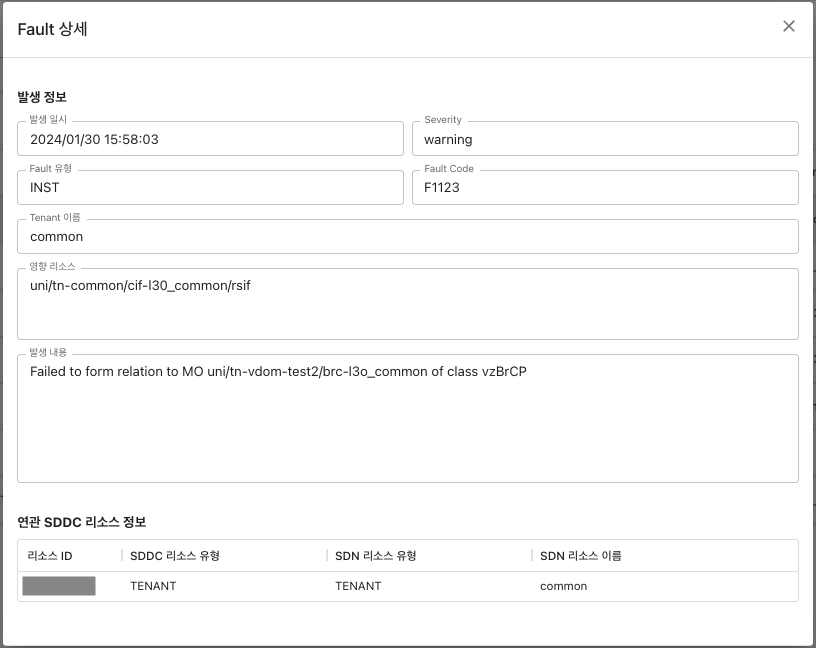 Fault 상세
발생 정보
발생 일시
2024/01/30 15:58:03
Severity
warning
Fault 유형
INST
Fault Code
F1123
Tenant 이름
common
영향 리소스
uni/tn-common/cif-l30_common/rsif
발생 내용
Failed to form relation to MO uni/tn-vdom-test2/brc-l3o_common of class vzBrCP
연관 SDDC 리소스 정보
리소스 ID SDDC 리소스 유형 SDN 리소스 유형 SDN 리소스 이름
TENANT TENANT common